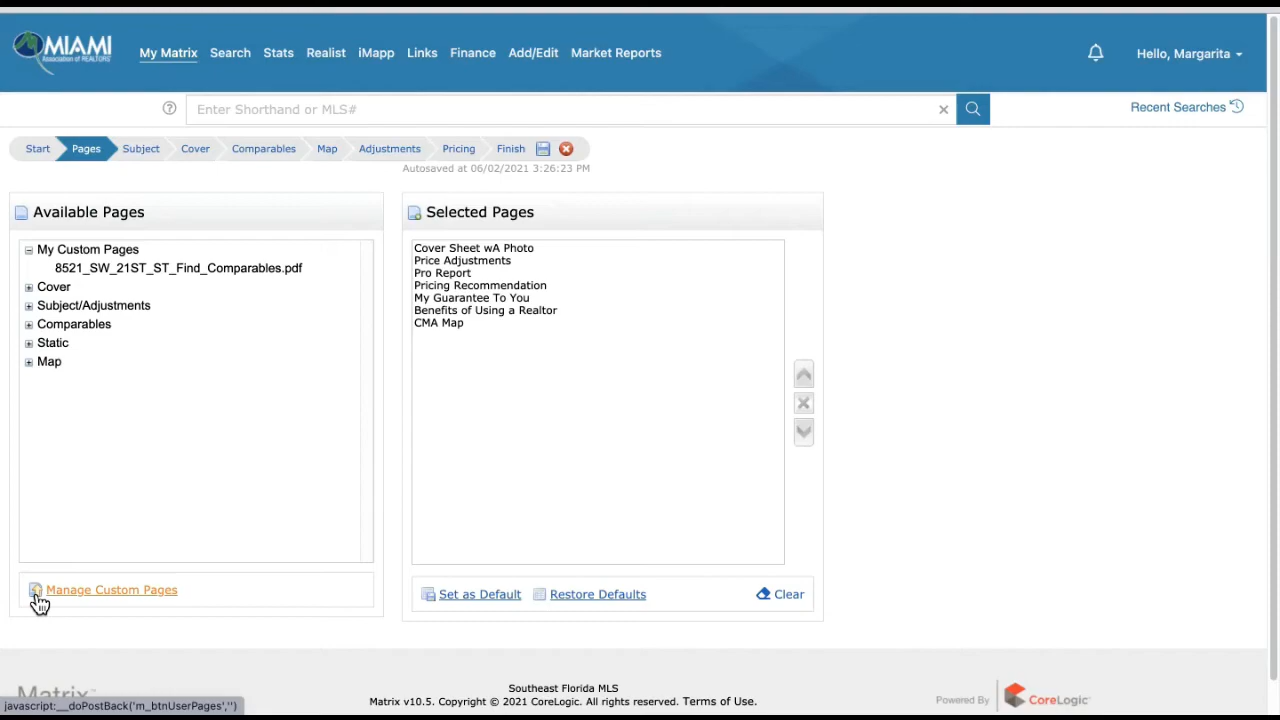 MIAMI
Association of REALTORS
My Matrix Search Stats Realist iMapp Links Finance Add/Edit Market Reports
Hello, Margarita
Enter Shorthand or MLS#
Recent Searches
Start Pages Subject Cover Comparables Map Adjustments Pricing Finish
Autosaved at 06/02/2021 3:26:23 PM
Available Pages
My Custom Pages
8521_SW_21ST_ST_Find_Comparables.pdf
Cover
Subject/Adjustments
Comparables
Static
Map
Manage Custom Pages
Selected Pages
Cover Sheet wA Photo
Price Adjustments
Pro Report
Pricing Recommendation
My Guarantee To You
Benefits of Using a Realtor
CMA Map
Set as Default Restore Defaults Clear
Matrix
Southeast Florida MLS
Matrix v10.5. Copyright © 2021 CoreLogic. All rights reserved. Terms of Use.
Powered By CoreLogic
javascript:__doPostBack('m_btnUserPages','')